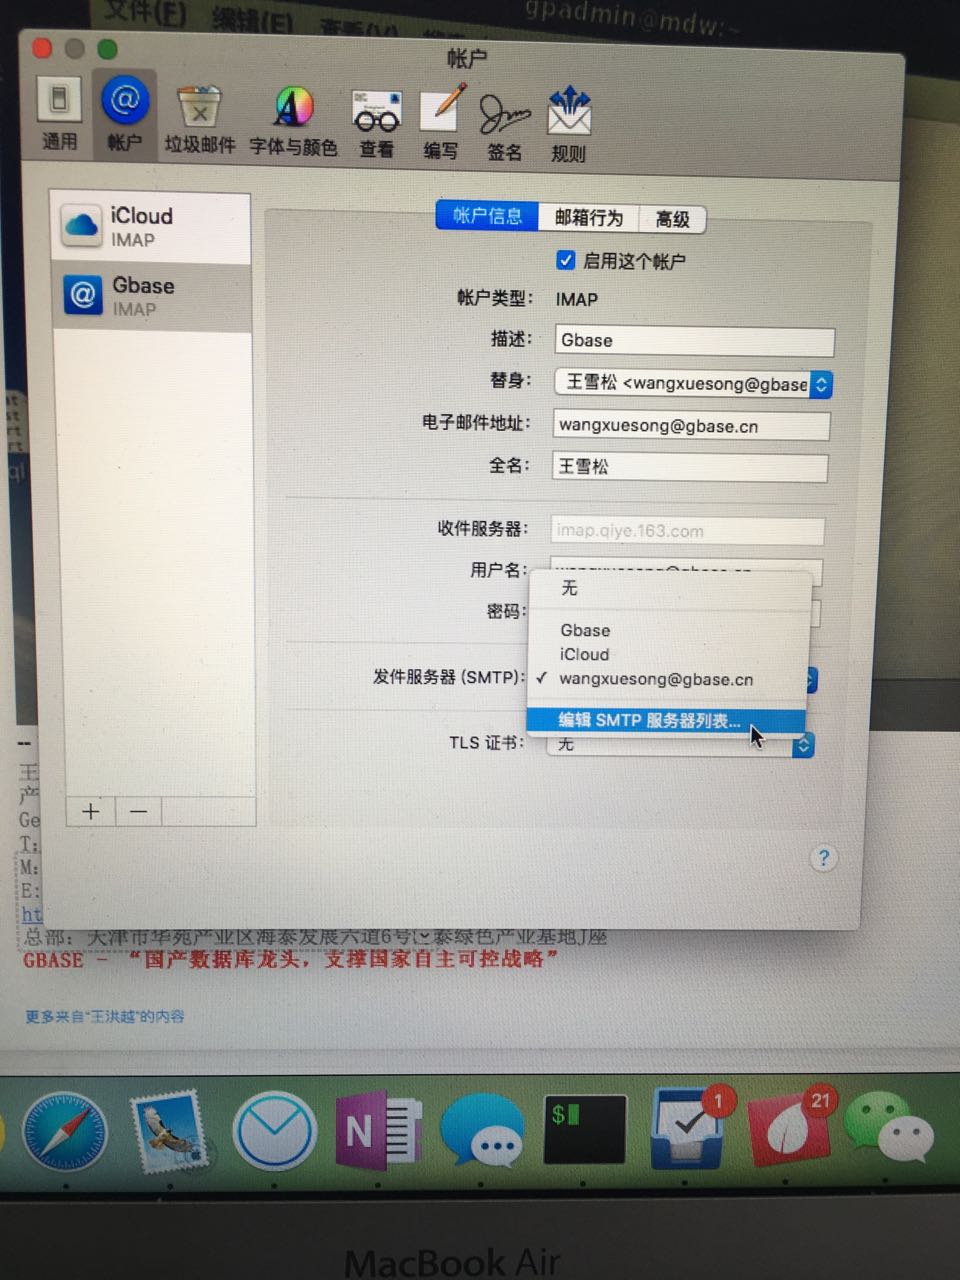 文件(F) 编辑(E) 查看(V)
gpadmin@mdw:~
帐户
通用 帐户 垃圾邮件 字体与颜色 查看 编写 签名 规则
iCloud
IMAP
Gbase
IMAP
帐户信息 邮箱行为 高级
启用这个帐户
帐户类型: IMAP
描述: Gbase
替身: 王雪松 <wangxuesong@gbase
电子邮件地址: wangxuesong@gbase.cn
全名: 王雪松
收件服务器: imap.qiye.163.com
用户名: wangxuesong@gbase.cn
密码:
无
Gbase
iCloud
发件服务器 (SMTP): ✓ wangxuesong@gbase.cn
编辑 SMTP 服务器列表...
TLS 证书: 无
+ −
?
--
王
产
Ge
T:
M:
E:
ht
总部: 天津市华苑产业区海泰发展六道6号 泰绿色产业基地J座
GBASE - “国产数据库龙头，支撑国家自主可控战略”
更多来自“王洪越”的内容
N
$
1
21
MacBook Air